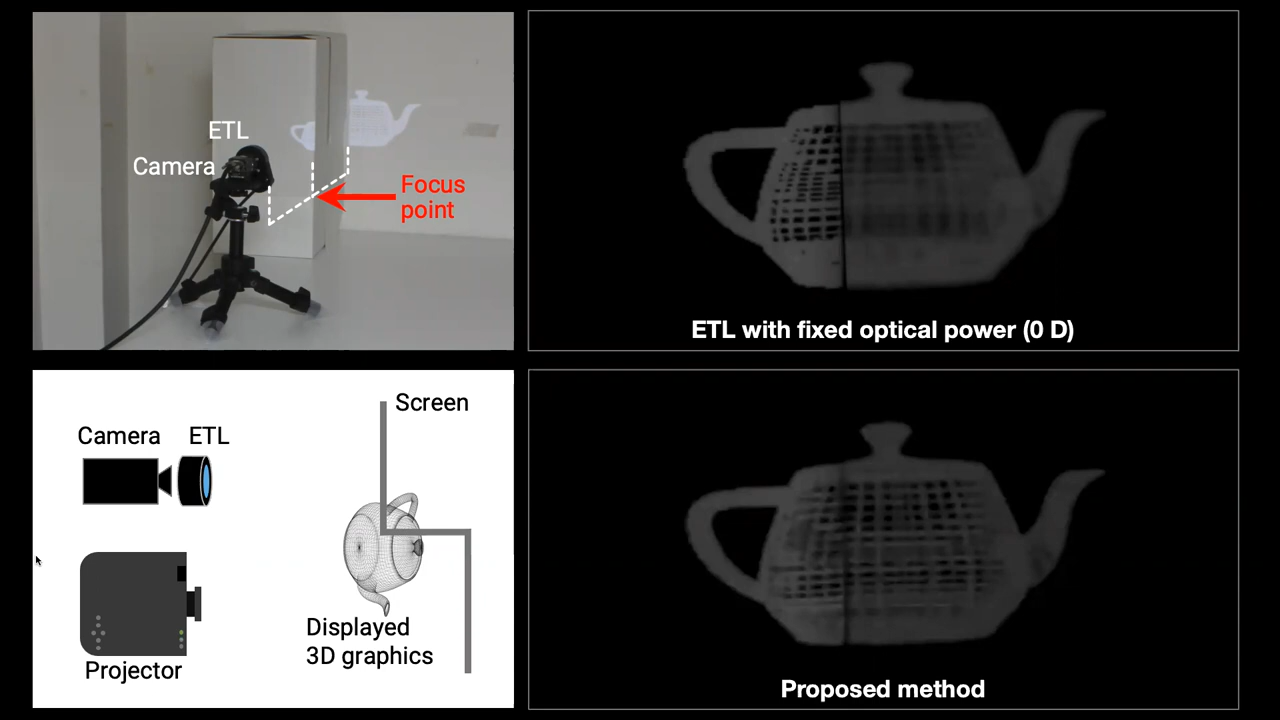 ETL
Camera
Focus
point
ETL with fixed optical power (0 D)
Screen
Camera ETL
Projector
Displayed
3D graphics
Proposed method